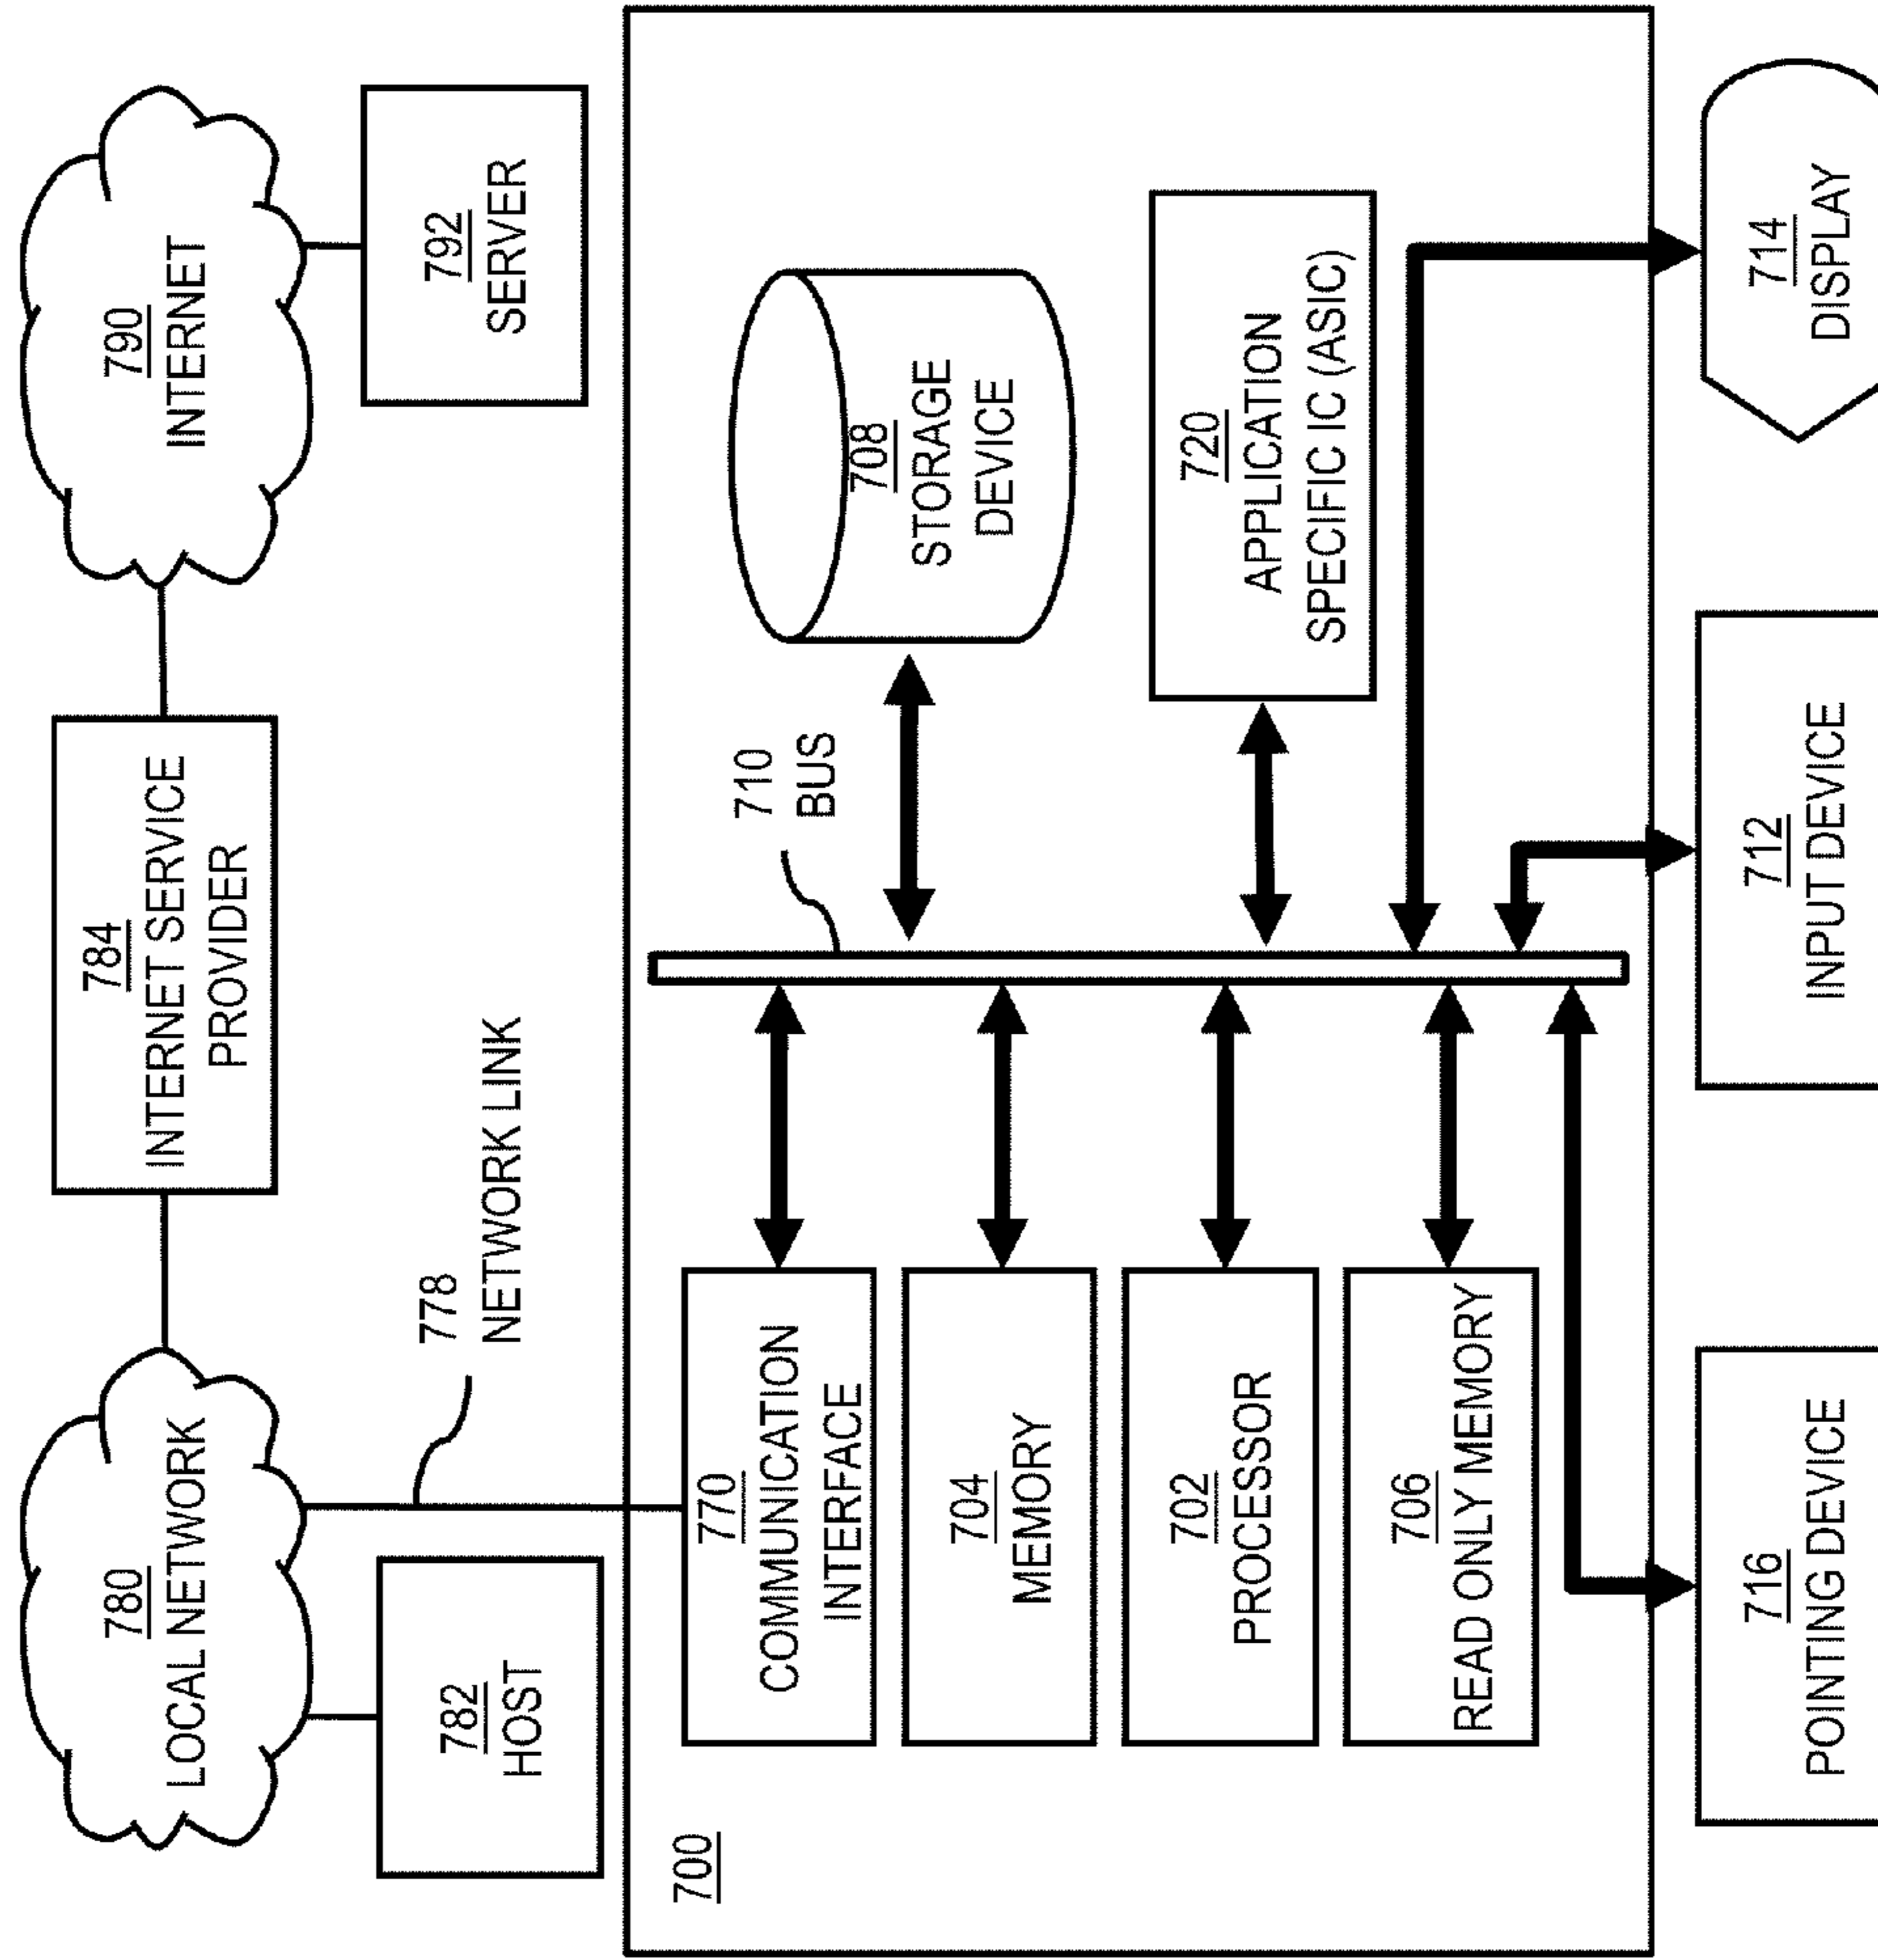 780
LOCAL NETWORK
784
INTERNET SERVICE
PROVIDER
790
INTERNET
782
HOST
778
NETWORK LINK
792
SERVER
700
770
COMMUNICATION
INTERFACE
704
MEMORY
702
PROCESSOR
706
READ ONLY MEMORY
710
BUS
708
STORAGE
DEVICE
720
APPLICATION
SPECIFIC IC (ASIC)
716
POINTING DEVICE
712
INPUT DEVICE
714
DISPLAY